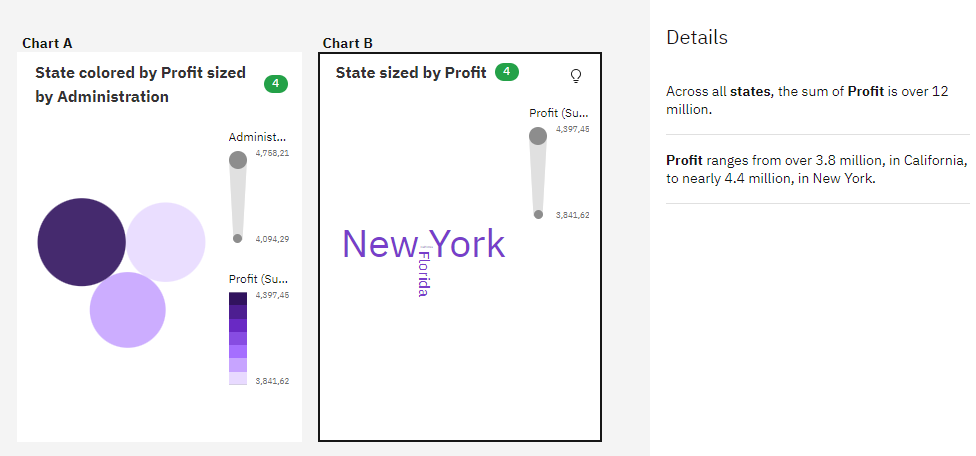 Chart A
State colored by Profit sized
by Administration
4
Administ...
4,758,21
4,094,29
Profit (Su...
4,397,45
3,841,62
Chart B
State sized by Profit
4
Profit (Su...
4,397,45
3,841,62
New York
Florida
Details
Across all states, the sum of Profit is over 12
million.
Profit ranges from over 3.8 million, in California,
to nearly 4.4 million, in New York.